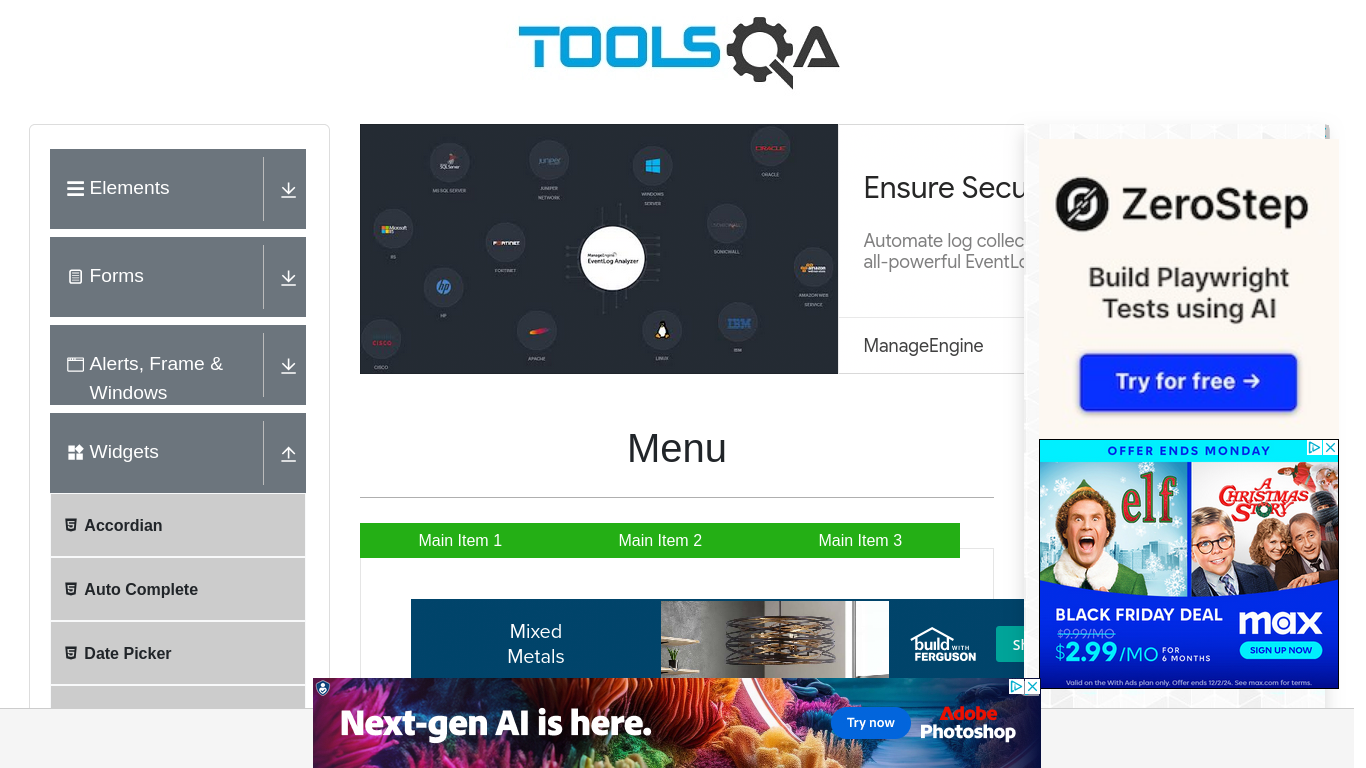 TOOLSQA
Elements
Forms
Alerts, Frame &
Windows
Widgets
Accordian
Auto Complete
Date Picker
MS SQL SERVER
JUNIPER
NETWORK
WINDOWS
SERVER
ORACLE
ORACLE
Microsoft
IIS
FORTINET
FORTINET
ManageEngine
EventLog Analyzer
SONICWALL
SONICWALL
amazon
AMAZON WEB
SERVICE
HP
CISCO
CISCO
APACHE
LINUX
IBM
IBM
Ensure Secu
Automate log collec
all-powerful EventLo
ManageEngine
Menu
Main Item 1
Main Item 2
Main Item 3
Mixed
Metals
build WITH
FERGUSON
Sh
ZeroStep
Build Playwright
Tests using AI
Try for free →
OFFER ENDS MONDAY
elf
A
CHRISTMAS
STORY
BLACK FRIDAY DEAL
$9.99/MO
$2.99/MO FOR
6 MONTHS
max
SIGN UP NOW
Valid on the With Ads plan only. Offer ends 12/2/24. See max.com for terms.
Next-gen AI is here.
Try now
Adobe
Photoshop